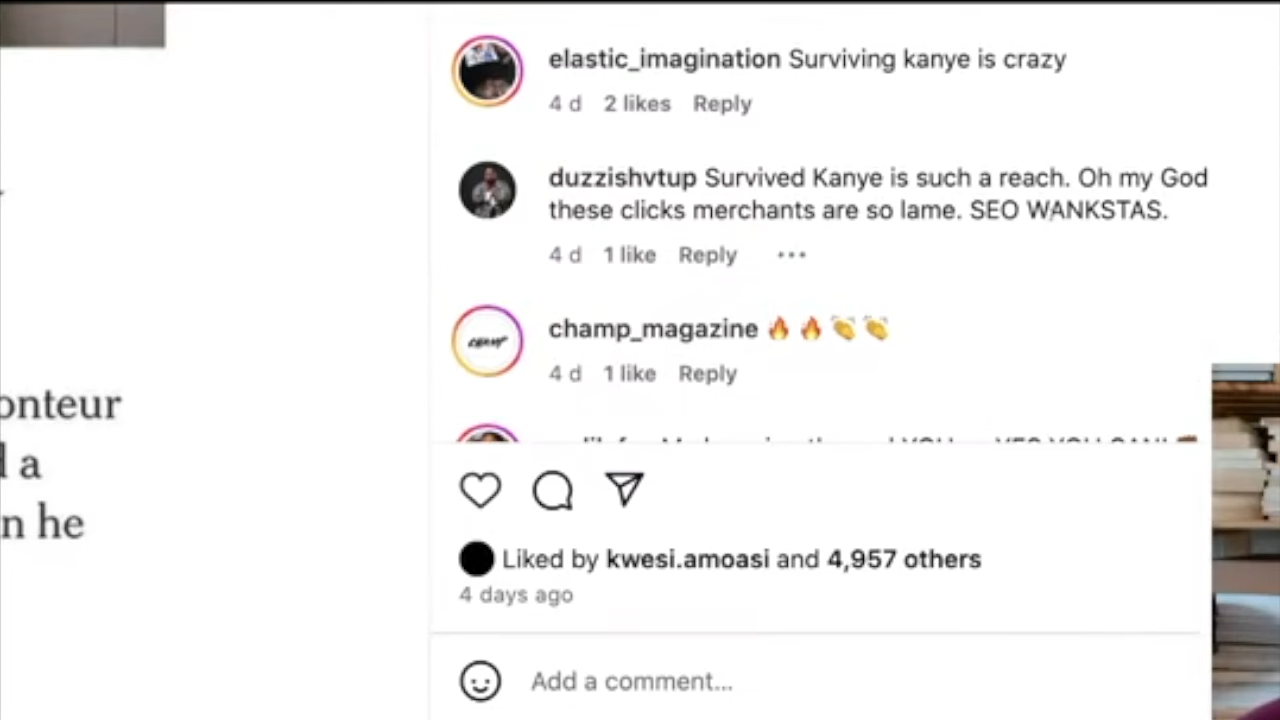 elastic_imagination Surviving kanye is crazy
4 d 2 likes Reply
duzzishvtup Survived Kanye is such a reach. Oh my God
these clicks merchants are so lame. SEO WANKSTAS.
4 d 1 like Reply •••
champ_magazine 🔥 🔥 👏 👏
CHAMP
4 d 1 like Reply
onteur
d a
n he
Liked by kwesi.amoasi and 4,957 others
4 days ago
Add a comment...